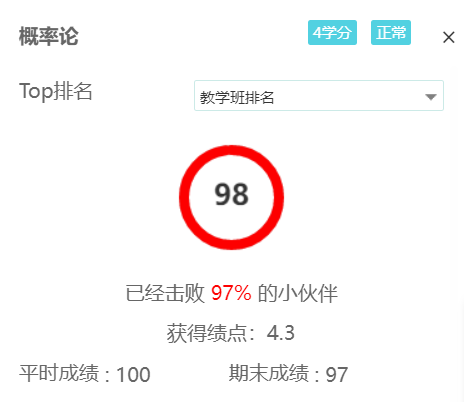 概率论 4学分 正常 ×
Top排名 教学班排名
98
已经击败 97% 的小伙伴
获得绩点：4.3
平时成绩 : 100 期末成绩 : 97